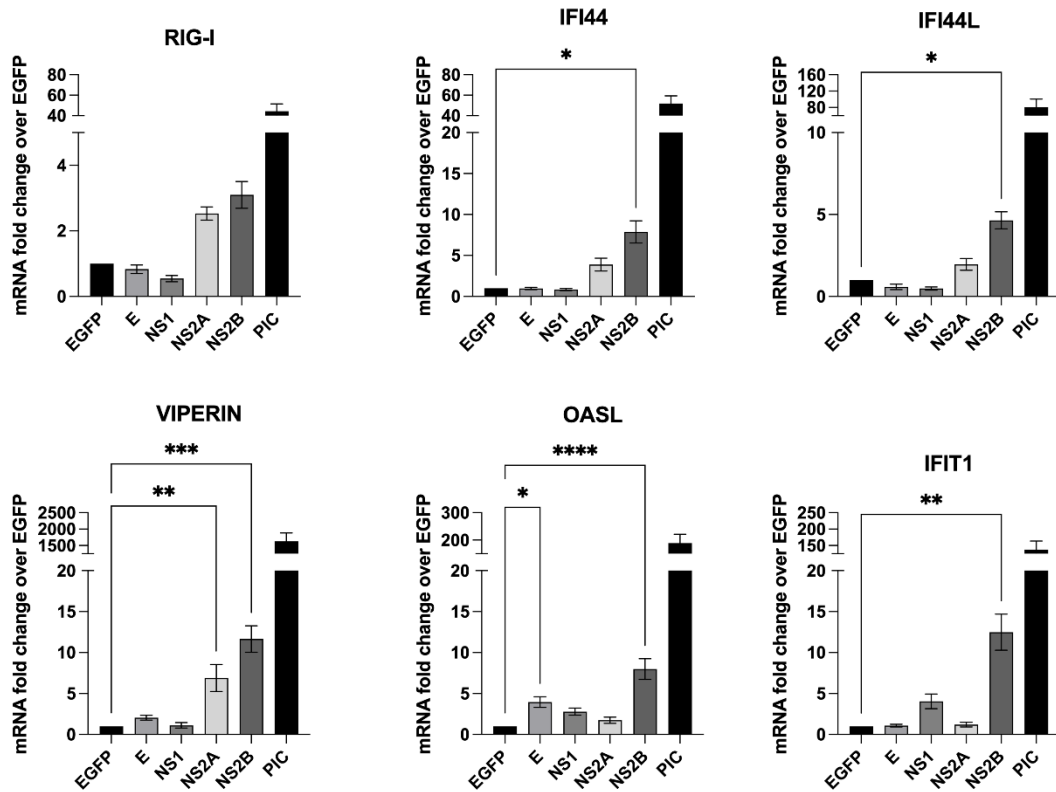 RIG-I
mRNA fold change over EGFP
80
60
40
4
2
0
EGFP
E
NS1
NS2A
NS2B
PIC
IFI44
mRNA fold change over EGFP
80
60
40
20
15
10
5
0
*
EGFP
E
NS1
NS2A
NS2B
PIC
IFI44L
mRNA fold change over EGFP
160
120
80
10
5
0
*
EGFP
E
NS1
NS2A
NS2B
PIC
VIPERIN
mRNA fold change over EGFP
2500
2000
1500
20
15
10
5
0
***
**
EGFP
E
NS1
NS2A
NS2B
PIC
OASL
mRNA fold change over EGFP
300
200
20
15
10
5
0
****
*
EGFP
E
NS1
NS2A
NS2B
PIC
IFIT1
mRNA fold change over EGFP
2500
2000
1500
20
15
10
5
0
**
EGFP
E
NS1
NS2A
NS2B
PIC